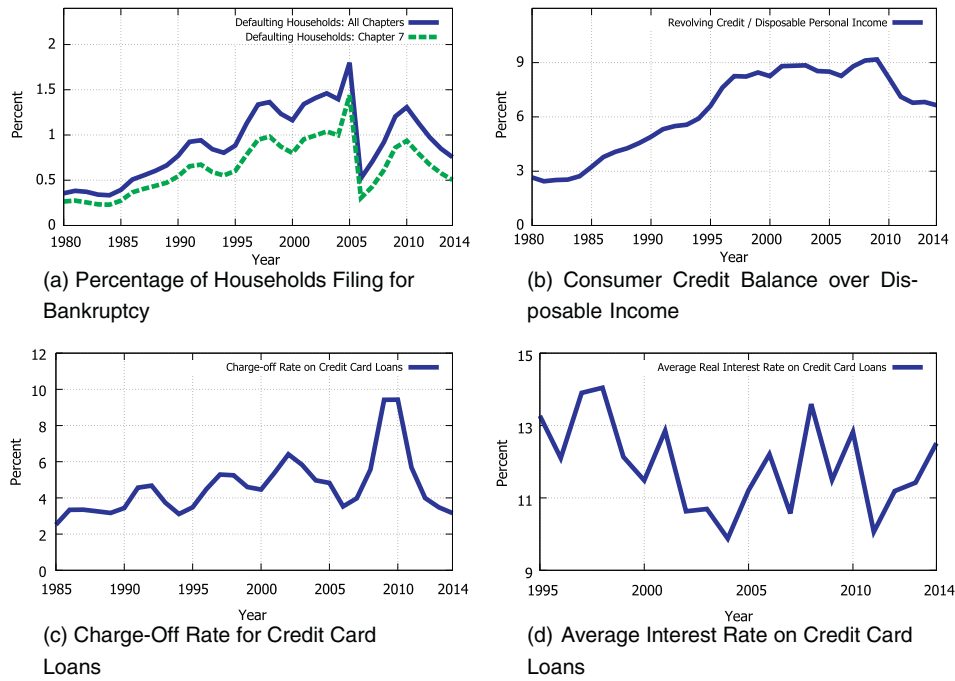 Defaulting Households: All Chapters
Defaulting Households: Chapter 7
Percent
2
1.5
1
0.5
0
1980 1985 1990 1995 2000 2005 2010 2014
Year
(a) Percentage of Households Filing for
Bankruptcy
Revolving Credit / Disposable Personal Income
Percent
9
6
3
0
1980 1985 1990 1995 2000 2005 2010 2014
Year
(b) Consumer Credit Balance over Dis-
posable Income
Charge-off Rate on Credit Card Loans
Percent
12
10
8
6
4
2
0
1985 1990 1995 2000 2005 2010 2014
Year
(c) Charge-Off Rate for Credit Card
Loans
Average Real Interest Rate on Credit Card Loans
Percent
15
13
11
9
1995 2000 2005 2010 2014
Year
(d) Average Interest Rate on Credit Card
Loans